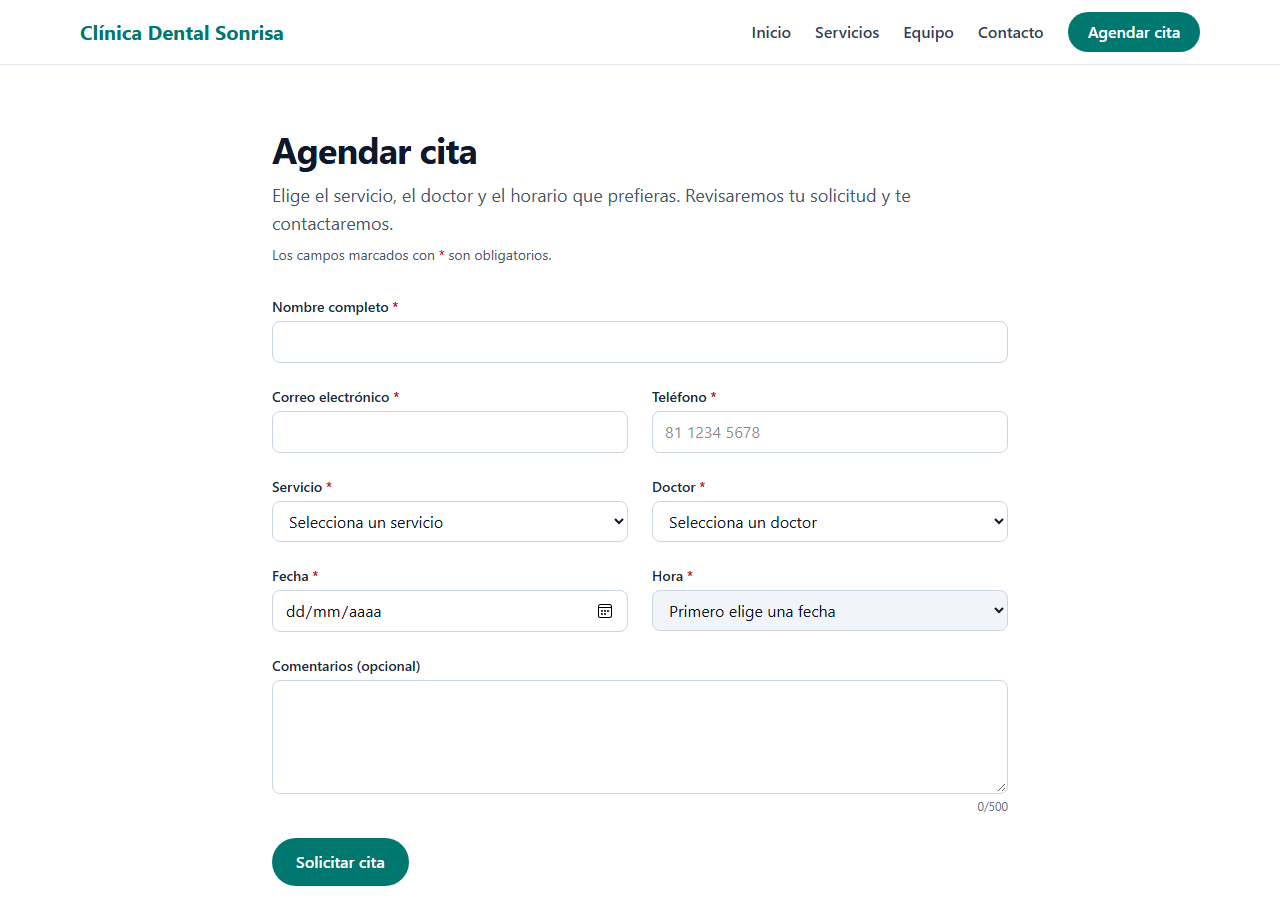 Clínica Dental Sonrisa
Inicio Servicios Equipo Contacto Agendar cita
Agendar cita
Elige el servicio, el doctor y el horario que prefieras. Revisaremos tu solicitud y te
contactaremos.
Los campos marcados con * son obligatorios.
Nombre completo *
Correo electrónico * Teléfono *
81 1234 5678
Servicio * Doctor *
Selecciona un servicio Selecciona un doctor
Fecha * Hora *
dd/mm/aaaa Primero elige una fecha
Comentarios (opcional)
0/500
Solicitar cita